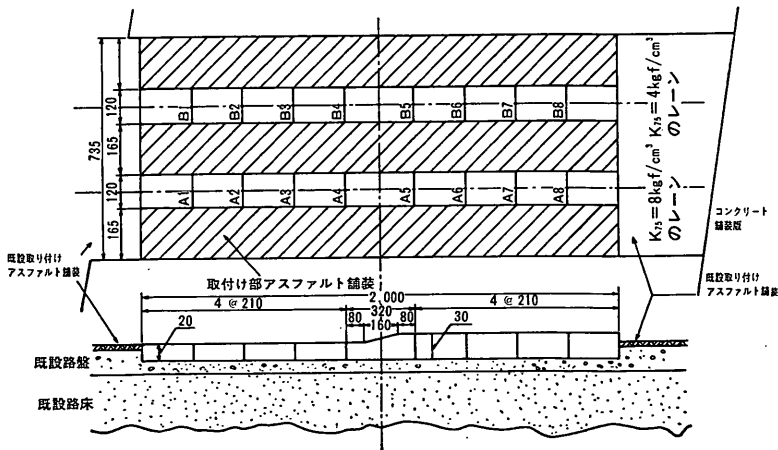 735
120
165
120
165
B
B2
B3
B4
B5
B6
B7
B8
A1
A2
A3
A4
A5
A6
A7
A8
K₇₅=4kgf/cm³
のレーン
K₇₅=8kgf/cm³
のレーン
コンクリート
舗装版
既設取り付け
アスファルト舗装
既設取り付け
アスファルト舗装
取付け部アスファルト舗装
2,000
4 @ 210
320
4 @ 210
80
160
80
20
30
既設路盤
既設路床